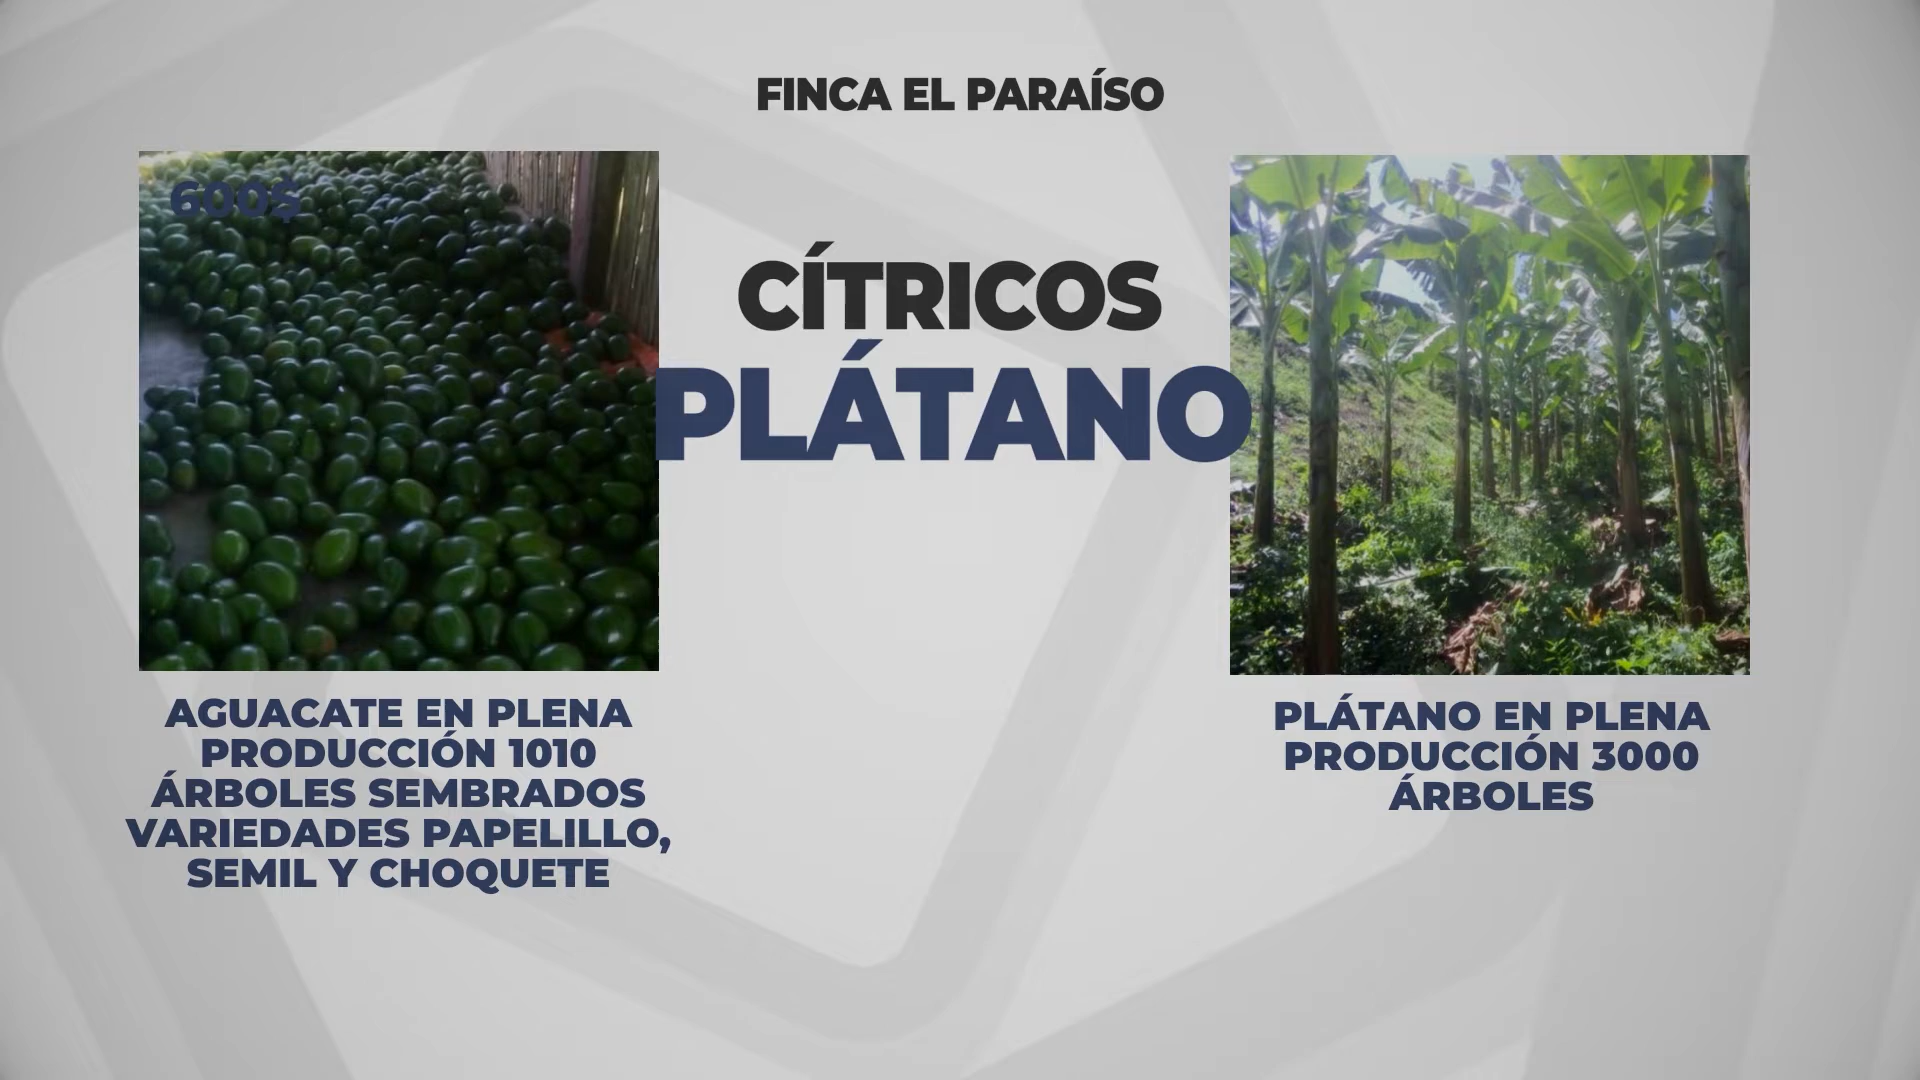 FINCA EL PARAÍSO
600$
CÍTRICOS
PLÁTANO
AGUACATE EN PLENA
PRODUCCIÓN 1010
ÁRBOLES SEMBRADOS
VARIEDADES PAPELILLO,
SEMIL Y CHOQUETE
PLÁTANO EN PLENA
PRODUCCIÓN 3000
ÁRBOLES